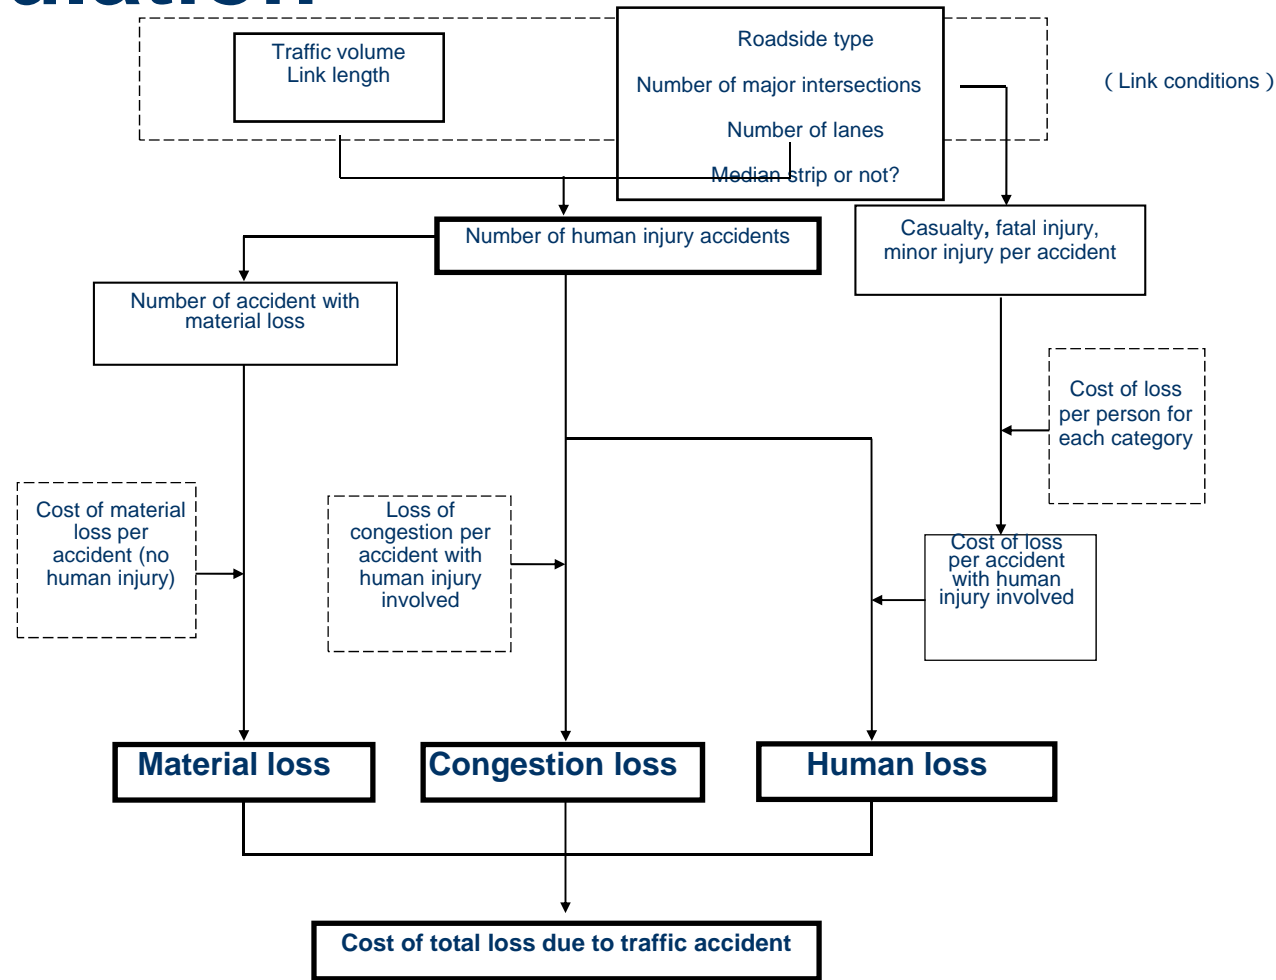 Traffic volume
Link length
Roadside type
Number of major intersections
Number of lanes
Median strip or not?
( Link conditions )
Number of human injury accidents
Casualty, fatal injury,
minor injury per accident
Number of accident with
material loss
Cost of loss
per person for
each category
Cost of material
loss per
accident (no
human injury)
Loss of
congestion per
accident with
human injury
involved
Cost of loss
per accident
with human
injury involved
Material loss
Congestion loss
Human loss
Cost of total loss due to traffic accident